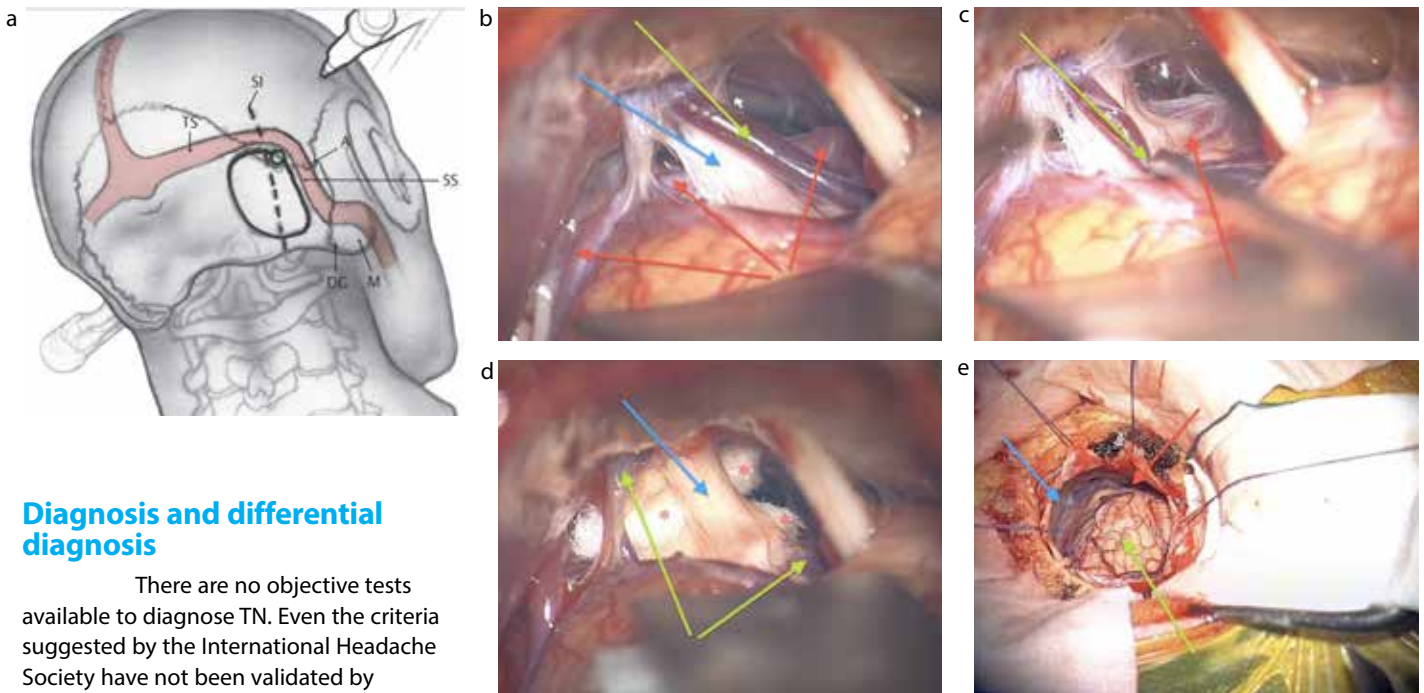 a
SI
TS
A
SS
DG
M
b
c
d
e
Diagnosis and differential
diagnosis
There are no objective tests
available to diagnose TN. Even the criteria
suggested by the International Headache
Society have not been validated by